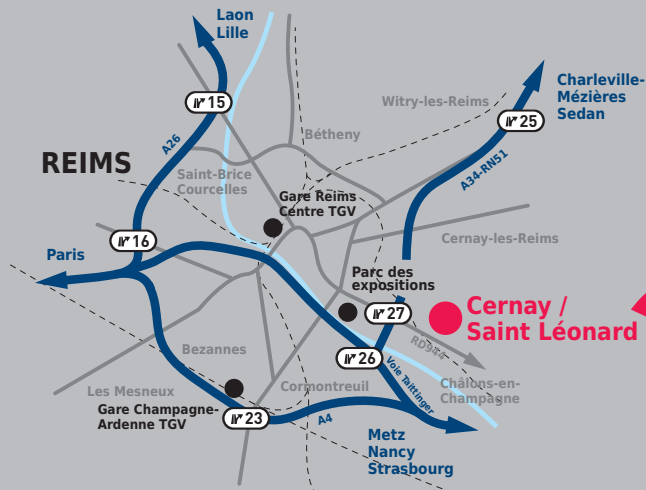 Laon
Lille
15
Charleville-
Mézières
Sedan
Witry-les-Reims
25
Bétheny
A26
REIMS
A34-RN51
Saint-Brice
Courcelles
Gare Reims
Centre TGV
16
Cernay-les-Reims
Paris
Parc des
expositions
27
Cernay /
Saint Léonard
RD944
Bezannes
26
Voie Taittinger
Les Mesneux
Cormontreuil
Châlons-en-
Champagne
Gare Champagne-
Ardenne TGV
23
A4
Metz
Nancy
Strasbourg